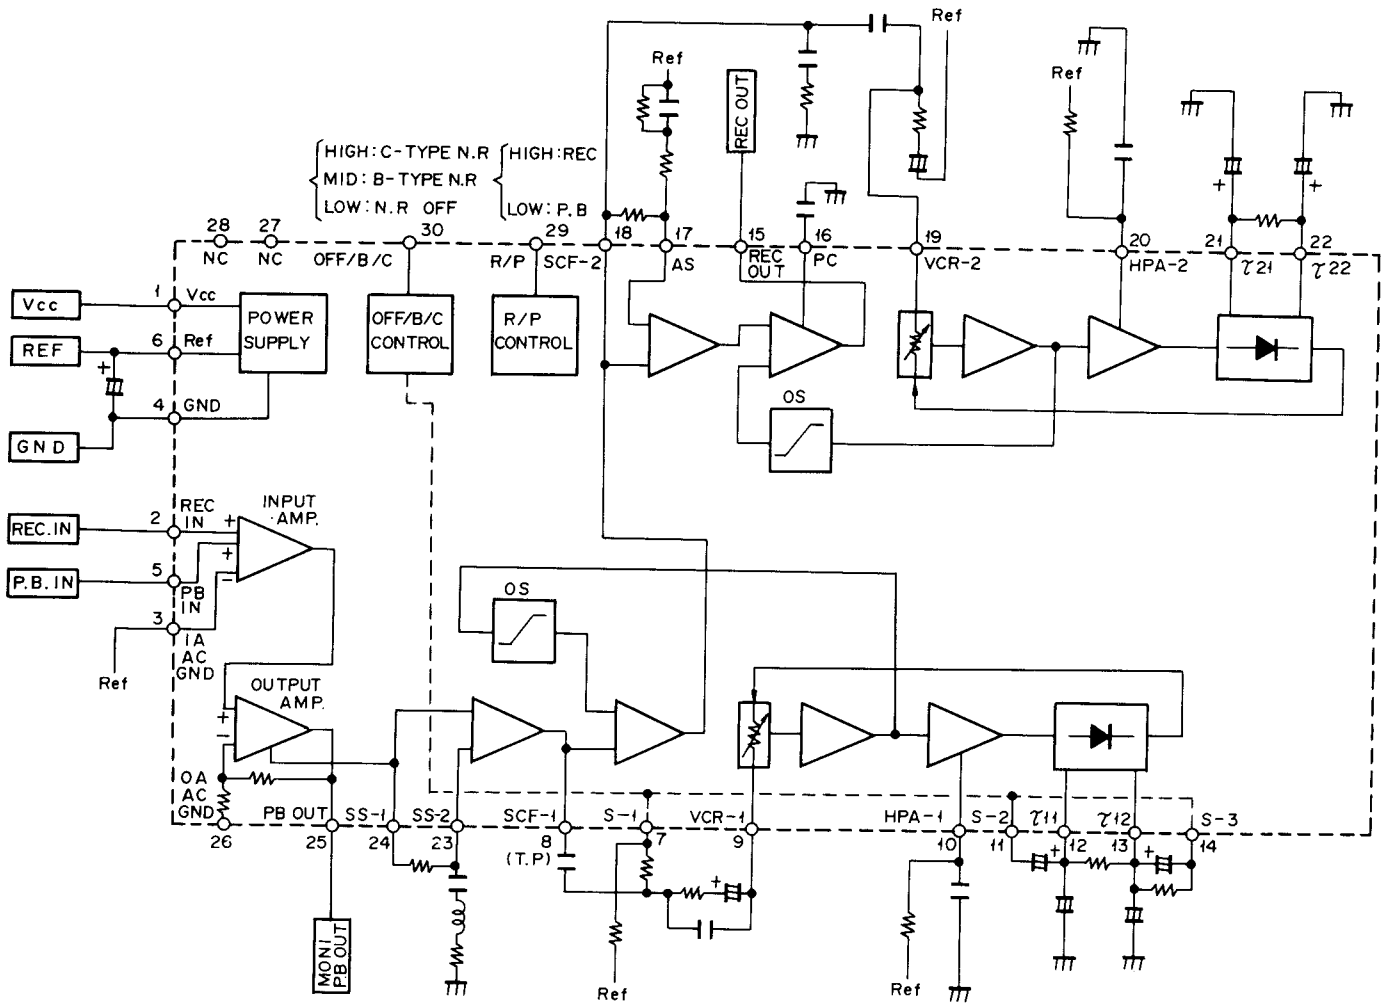 Ref
Ref
Ref
REC OUT
HIGH: C-TYPE N.R
MID: B-TYPE N.R
LOW: N.R OFF
HIGH: REC
LOW: P.B
28
27
30
29
18
17
15
16
19
20
21
22
NC
NC
OFF/B/C
R/P
SCF-2
AS
REC OUT
PC
VCR-2
HPA-2
τ21
τ22
Vcc
1
Vcc
POWER SUPPLY
OFF/B/C CONTROL
R/P CONTROL
REF
6
Ref
+
4
GND
GND
OS
+
+
REC.IN
2
REC IN
INPUT AMP.
+
+
-
P.B.IN
5
PB IN
3
IA AC GND
Ref
OS
OUTPUT AMP.
+
-
OA AC GND
PB OUT
SS-1
SS-2
SCF-1
S-1
VCR-1
HPA-1
S-2
τ11
τ12
S-3
26
25
24
23
8
(T.P)
7
9
10
11
12
13
14
+
+
+
MONI P.B OUT
Ref
Ref